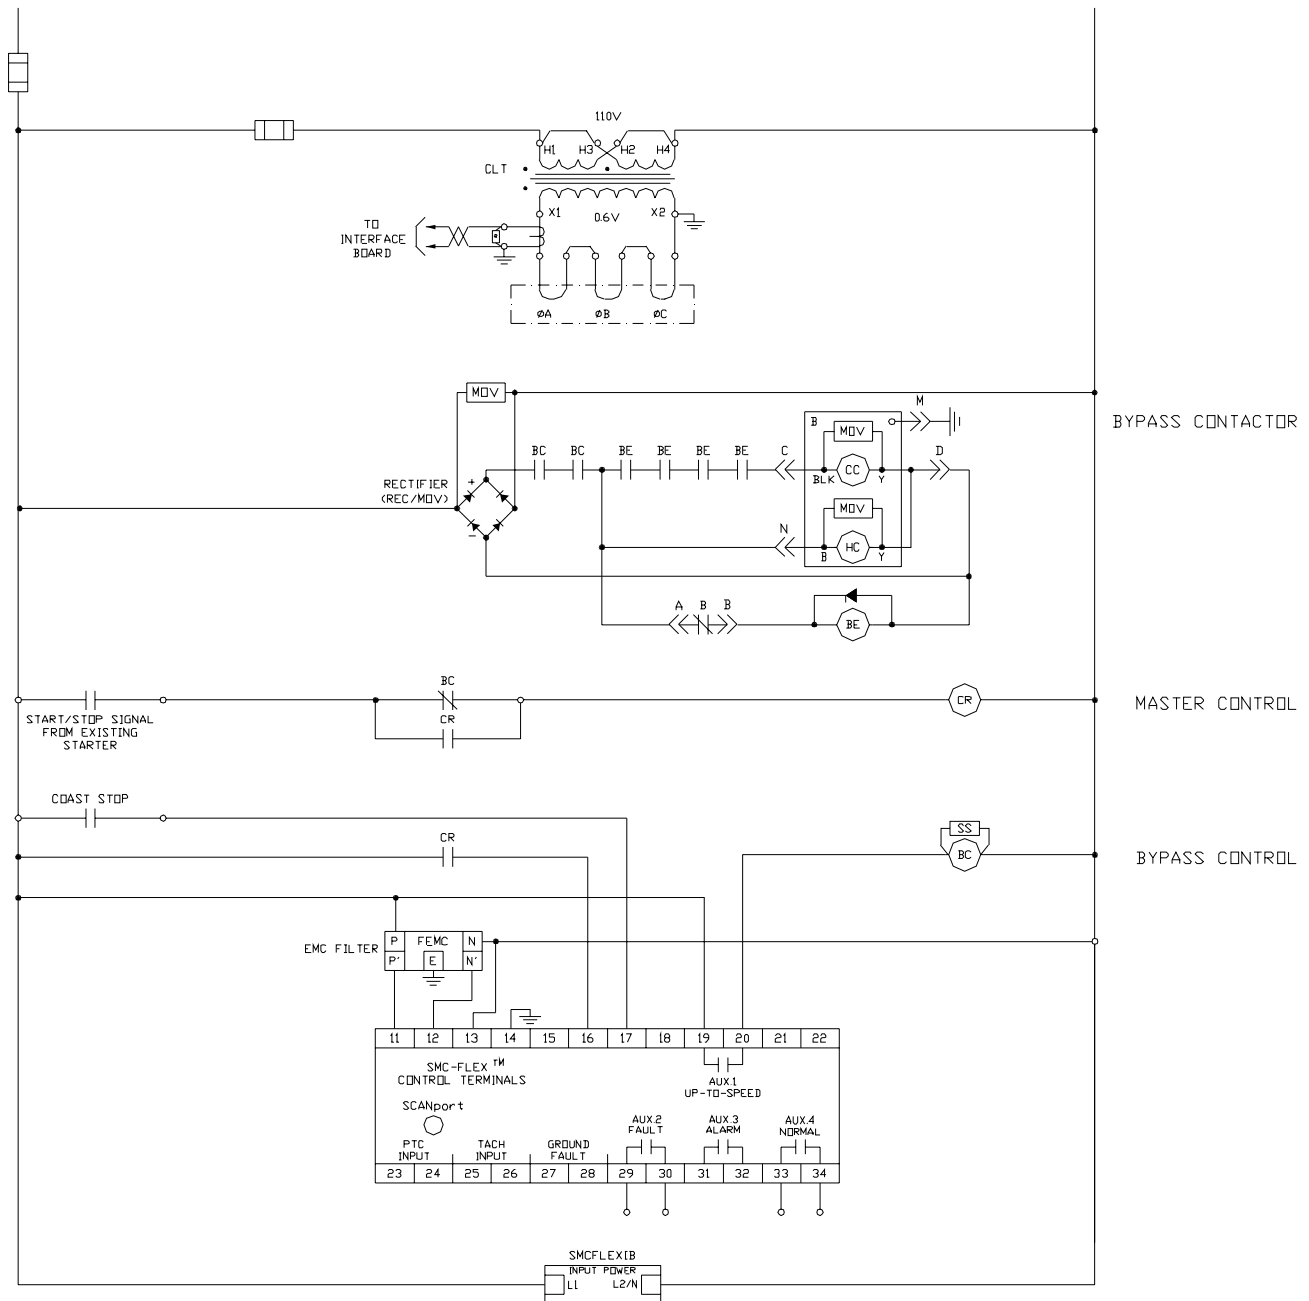 110V
H1 H3 H2 H4
CLT
X1 0.6V X2
TO
INTERFACE
BOARD
ØA ØB ØC
MOV
M
BYPASS CONTACTOR
B
MOV
BC BC BE BE BE BE C CC D
BLK Y
RECTIFIER
(REC/MOV)
+
-
MOV
N HC
B Y
A B B
BE
BC
CR
MASTER CONTROL
START/STOP SIGNAL
FROM EXISTING
STARTER
CR
COAST STOP
SS
CR
BC
BYPASS CONTROL
EMC FILTER
P FEMC N
P' E N'
11 12 13 14 15 16 17 18 19 20 21 22
SMC-FLEX TM
CONTROL TERMINALS
AUX.1
UP-TO-SPEED
SCANport
AUX.2
FAULT
AUX.3
ALARM
AUX.4
NORMAL
PTC
INPUT
TACH
INPUT
GROUND
FAULT
23 24 25 26 27 28 29 30 31 32 33 34
SMCFLEXIB
INPUT POWER
L1 L2/N